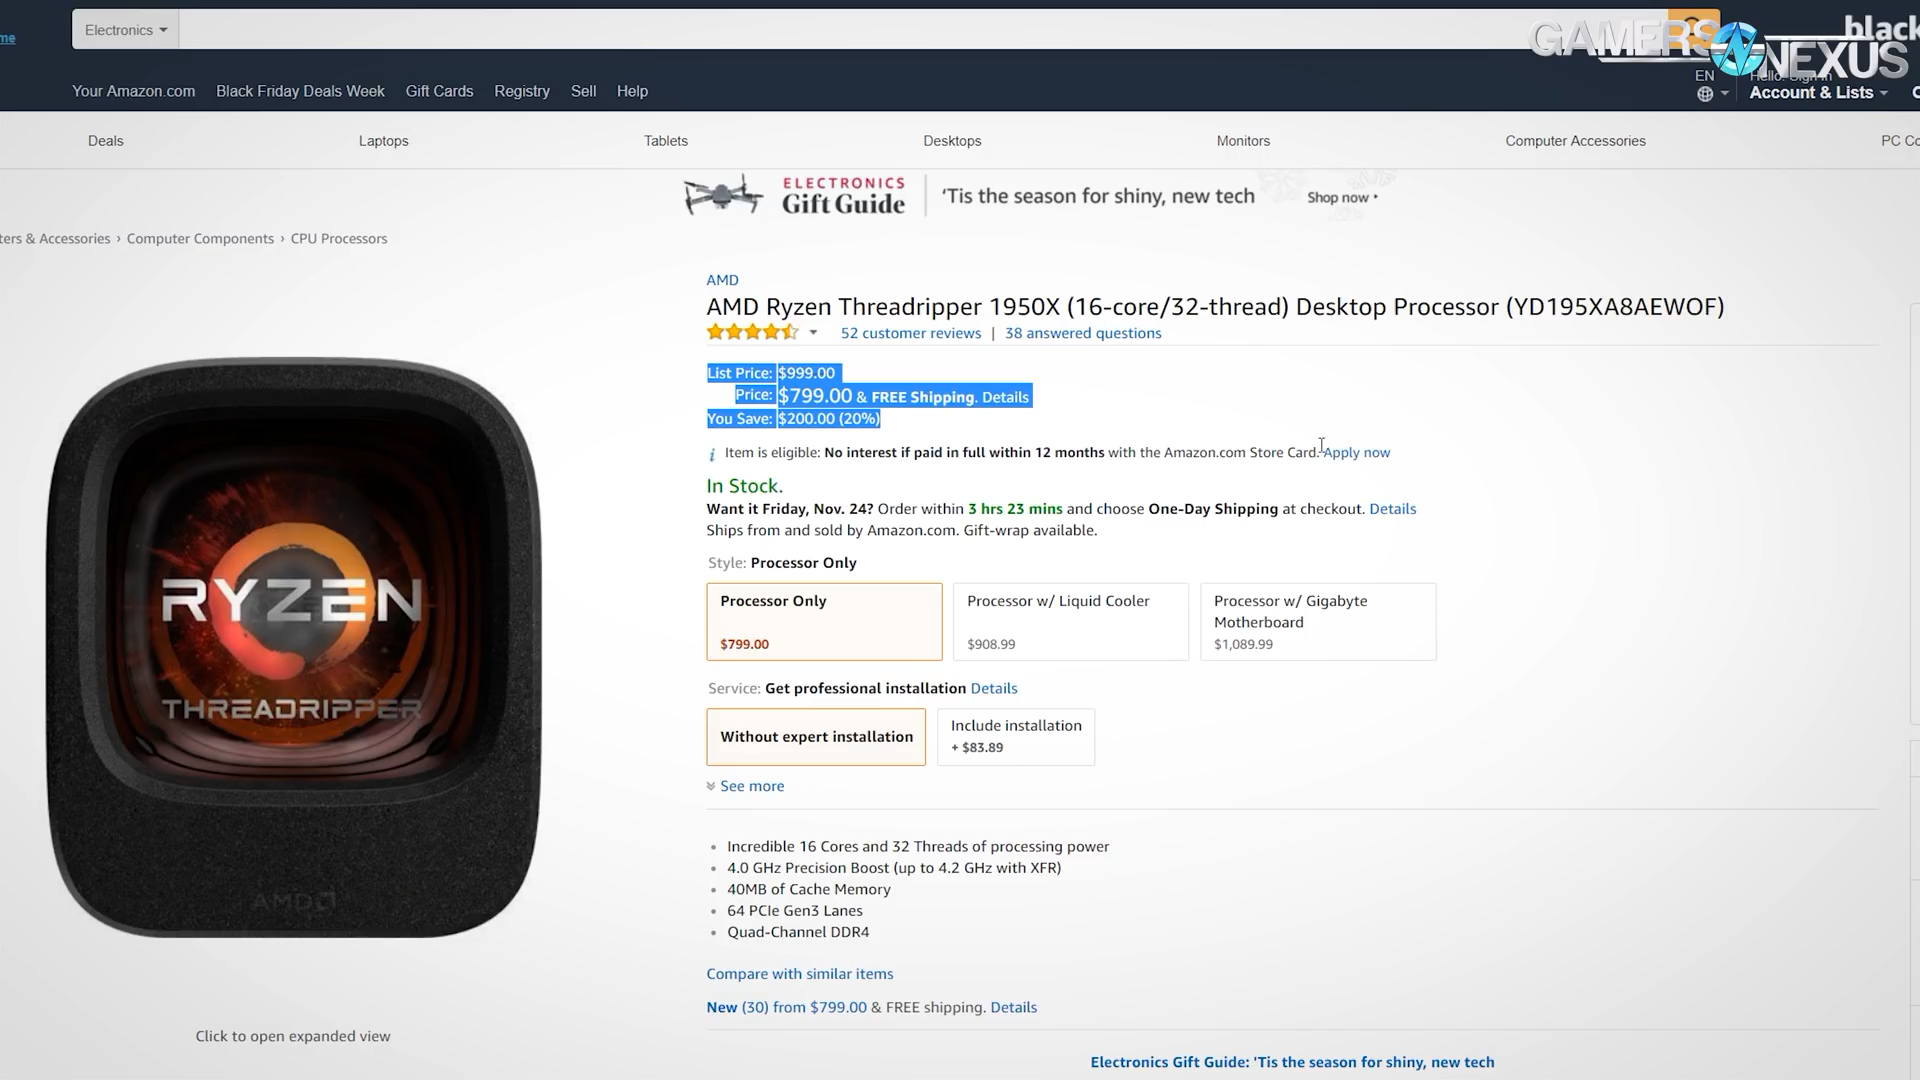 me
Electronics
GAMERS NEXUS
black
EN
Hello. Sign in
Account & Lists
Your Amazon.com
Black Friday Deals Week
Gift Cards
Registry
Sell
Help
Deals
Laptops
Tablets
Desktops
Monitors
Computer Accessories
PC Co
ELECTRONICS
Gift Guide
‘Tis the season for shiny, new tech
Shop now
ters & Accessories › Computer Components › CPU Processors
AMD
AMD Ryzen Threadripper 1950X (16-core/32-thread) Desktop Processor (YD195XA8AEWOF)
52 customer reviews | 38 answered questions
List Price: $999.00
Price: $799.00 & FREE Shipping. Details
You Save: $200.00 (20%)
i Item is eligible: No interest if paid in full within 12 months with the Amazon.com Store Card. Apply now
In Stock.
Want it Friday, Nov. 24? Order within 3 hrs 23 mins and choose One-Day Shipping at checkout. Details
Ships from and sold by Amazon.com. Gift-wrap available.
Style: Processor Only
Processor Only
$799.00
Processor w/ Liquid Cooler
$908.99
Processor w/ Gigabyte
Motherboard
$1,089.99
Service: Get professional installation Details
Without expert installation
Include installation
+ $83.89
See more
Incredible 16 Cores and 32 Threads of processing power
4.0 GHz Precision Boost (up to 4.2 GHz with XFR)
40MB of Cache Memory
64 PCIe Gen3 Lanes
Quad-Channel DDR4
Compare with similar items
New (30) from $799.00 & FREE shipping. Details
RYZEN
THREADRIPPER
AMD
Click to open expanded view
Electronics Gift Guide: 'Tis the season for shiny, new tech